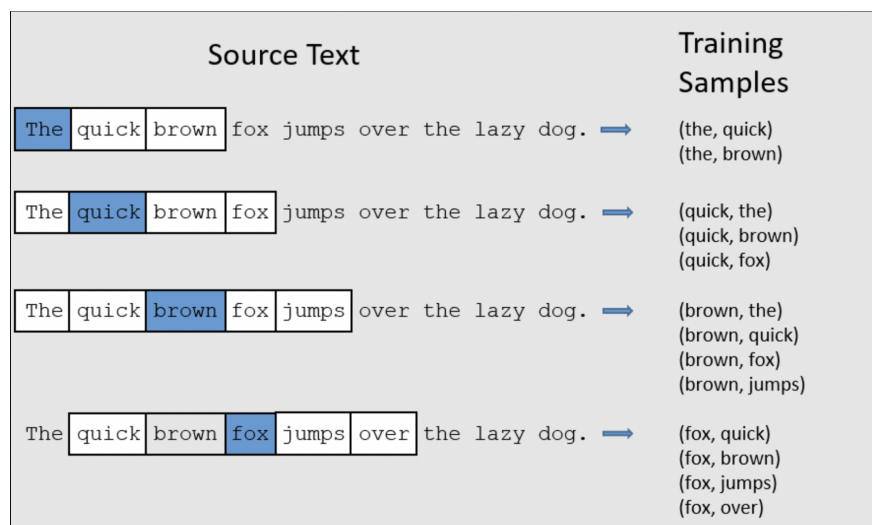 Source Text
Training
Samples
The quick brown fox jumps over the lazy dog.
(the, quick)
(the, brown)
The quick brown fox jumps over the lazy dog.
(quick, the)
(quick, brown)
(quick, fox)
The quick brown fox jumps over the lazy dog.
(brown, the)
(brown, quick)
(brown, fox)
(brown, jumps)
The quick brown fox jumps over the lazy dog.
(fox, quick)
(fox, brown)
(fox, jumps)
(fox, over)